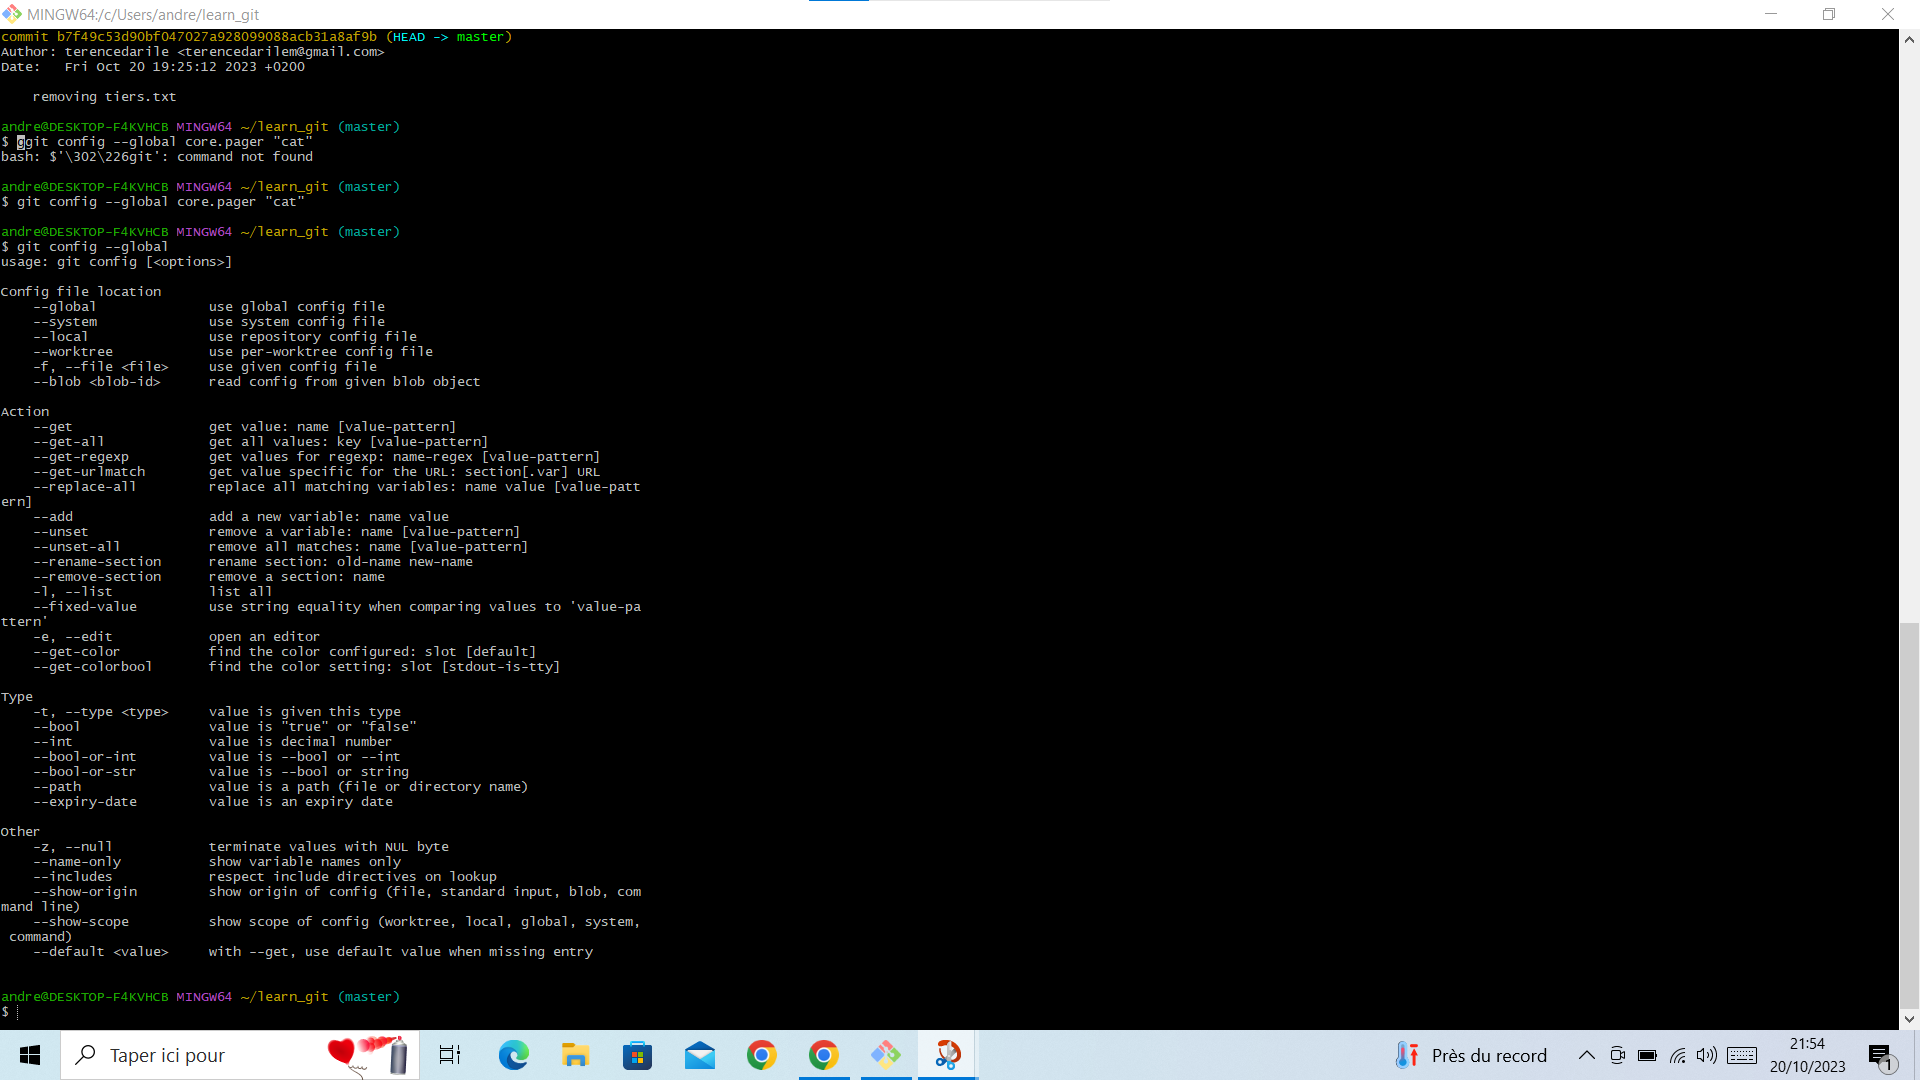 MINGW64:/c/Users/andre/learn_git
commit b7f49c53d90bf047027a928099088acb31a8af9b (HEAD -> master)
Author: terencedarile <terencedarilem@gmail.com>
Date:   Fri Oct 20 19:25:12 2023 +0200
    removing tiers.txt
andre@DESKTOP-F4KVHCB MINGW64 ~/learn_git (master)
$ ggit config --global core.pager "cat"
bash: $'\302\226git': command not found
andre@DESKTOP-F4KVHCB MINGW64 ~/learn_git (master)
$ git config --global core.pager "cat"
andre@DESKTOP-F4KVHCB MINGW64 ~/learn_git (master)
$ git config --global
usage: git config [<options>]
Config file location
    --global              use global config file
    --system              use system config file
    --local               use repository config file
    --worktree            use per-worktree config file
    -f, --file <file>     use given config file
    --blob <blob-id>      read config from given blob object
Action
    --get                 get value: name [value-pattern]
    --get-all             get all values: key [value-pattern]
    --get-regexp          get values for regexp: name-regex [value-pattern]
    --get-urlmatch        get value specific for the URL: section[.var] URL
    --replace-all         replace all matching variables: name value [value-patt
ern]
    --add                 add a new variable: name value
    --unset               remove a variable: name [value-pattern]
    --unset-all           remove all matches: name [value-pattern]
    --rename-section      rename section: old-name new-name
    --remove-section      remove a section: name
    -l, --list            list all
    --fixed-value         use string equality when comparing values to 'value-pa
ttern'
    -e, --edit            open an editor
    --get-color           find the color configured: slot [default]
    --get-colorbool       find the color setting: slot [stdout-is-tty]
Type
    -t, --type <type>     value is given this type
    --bool                value is "true" or "false"
    --int                 value is decimal number
    --bool-or-int         value is --bool or --int
    --bool-or-str         value is --bool or string
    --path                value is a path (file or directory name)
    --expiry-date         value is an expiry date
Other
    -z, --null            terminate values with NUL byte
    --name-only           show variable names only
    --includes            respect include directives on lookup
    --show-origin         show origin of config (file, standard input, blob, com
mand line)
    --show-scope          show scope of config (worktree, local, global, system,
 command)
    --default <value>     with --get, use default value when missing entry
andre@DESKTOP-F4KVHCB MINGW64 ~/learn_git (master)
$
Taper ici pour
Près du record
21:54
20/10/2023
1